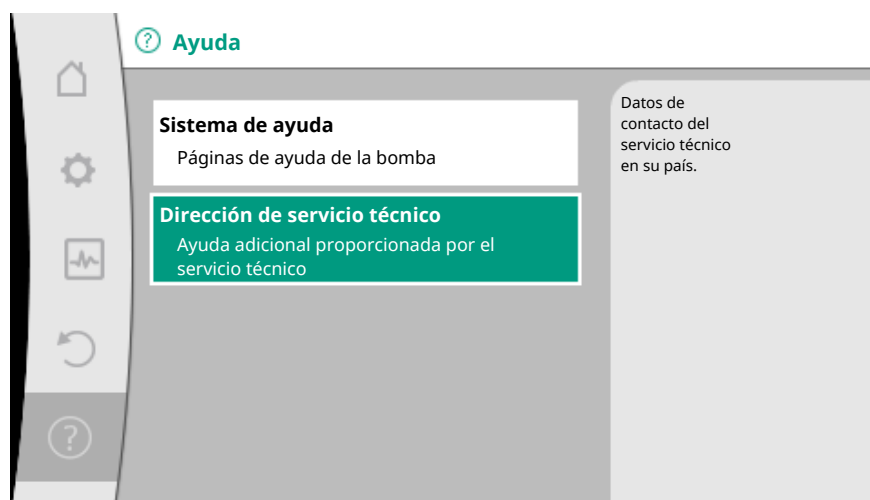 Ayuda
Sistema de ayuda
Páginas de ayuda de la bomba
Dirección de servicio técnico
Ayuda adicional proporcionada por el
servicio técnico
Datos de
contacto del
servicio técnico
en su país.